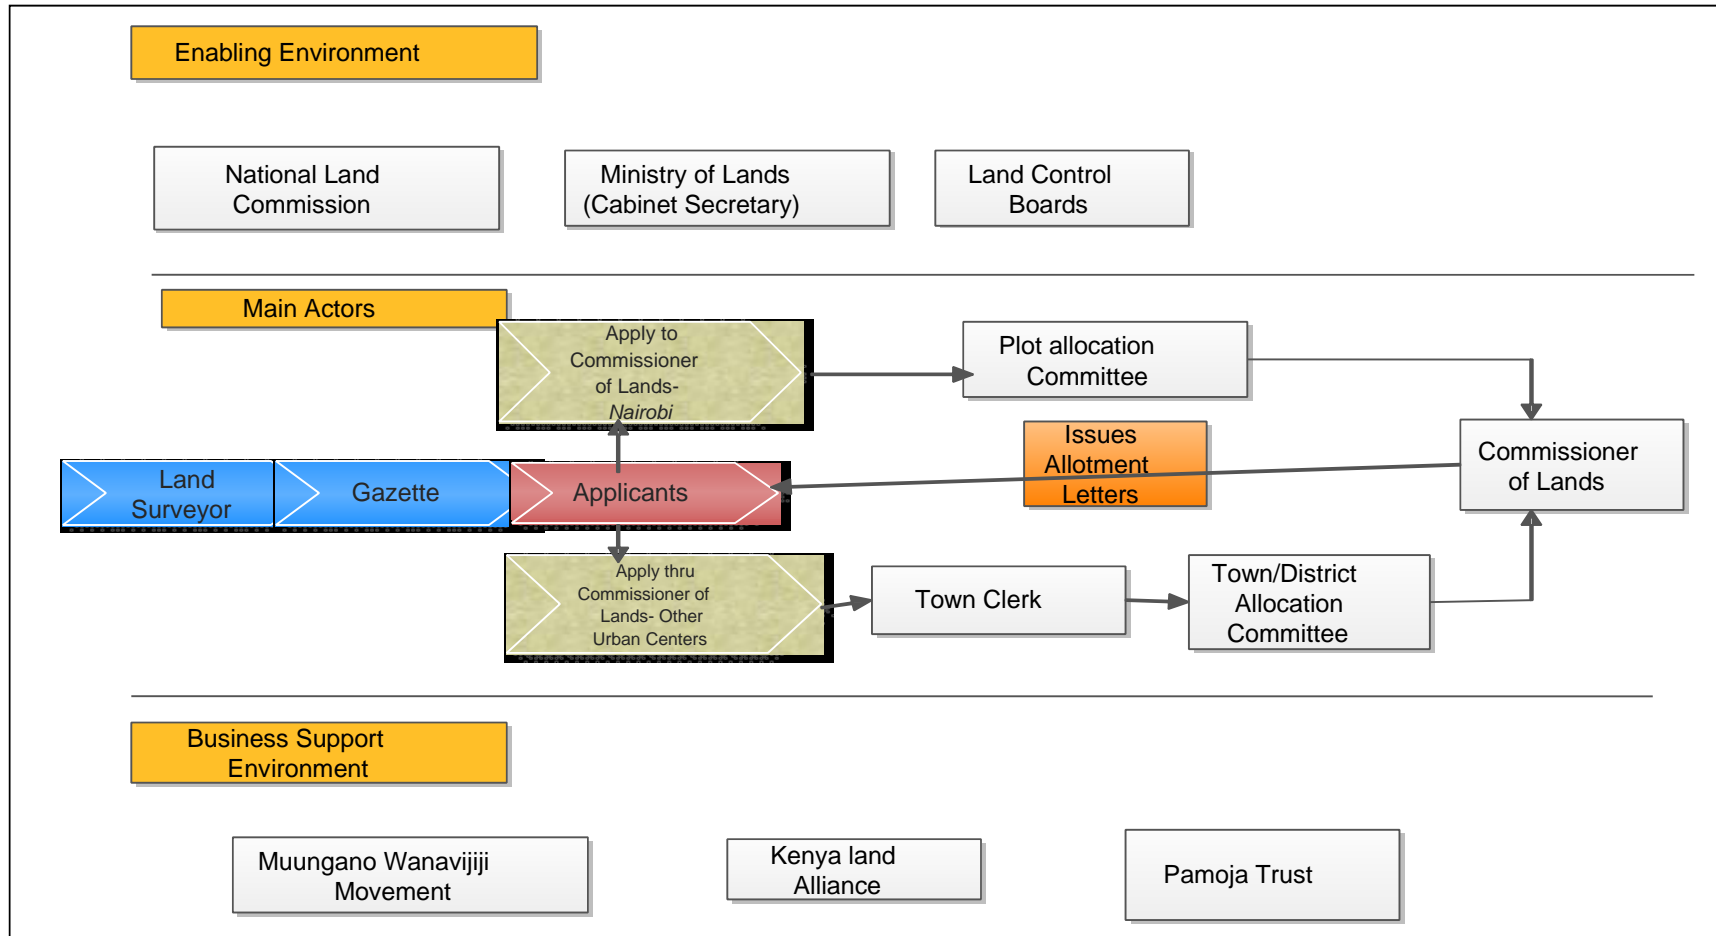 Enabling Environment
National Land
Commission
Ministry of Lands
(Cabinet Secretary)
Land Control
Boards
Main Actors
Apply to
Commissioner
of Lands-
Nairobi
Plot allocation
Committee
Issues
Allotment
Letters
Commissioner
of Lands
Land
Surveyor
Gazette
Applicants
Apply thru
Commissioner of
Lands- Other
Urban Centers
Town Clerk
Town/District
Allocation
Committee
Business Support
Environment
Muungano Wanavijiji
Movement
Kenya land
Alliance
Pamoja Trust